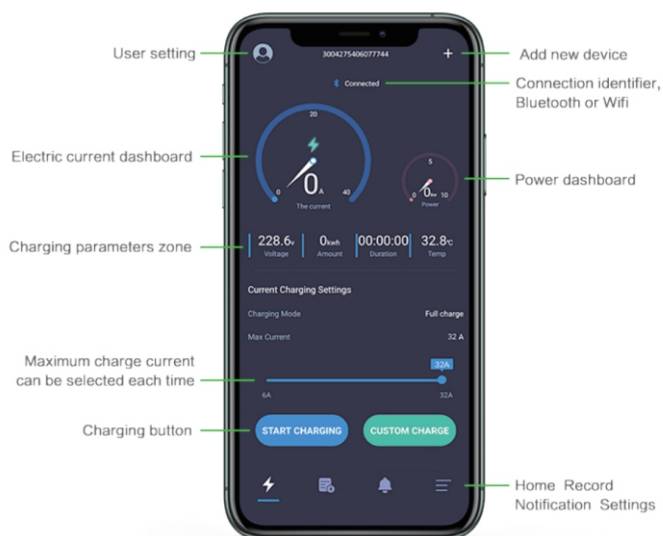 User setting
3004275406077744
+
Add new device
Connected
Connection identifier,
Bluetooth or Wifi
20
Electric current dashboard
0 A
0
40
The current
5
0 kw
0
10
Power
Power dashboard
Charging parameters zone
228.6v
Voltage
0kwh
Amount
00:00:00
Duration
32.8°C
Temp
Current Charging Settings
Charging Mode
Full charge
Max Current
32 A
Maximum charge current
can be selected each time
32A
6A
32A
Charging button
START CHARGING
CUSTOM CHARGE
Home Record
Notification Settings